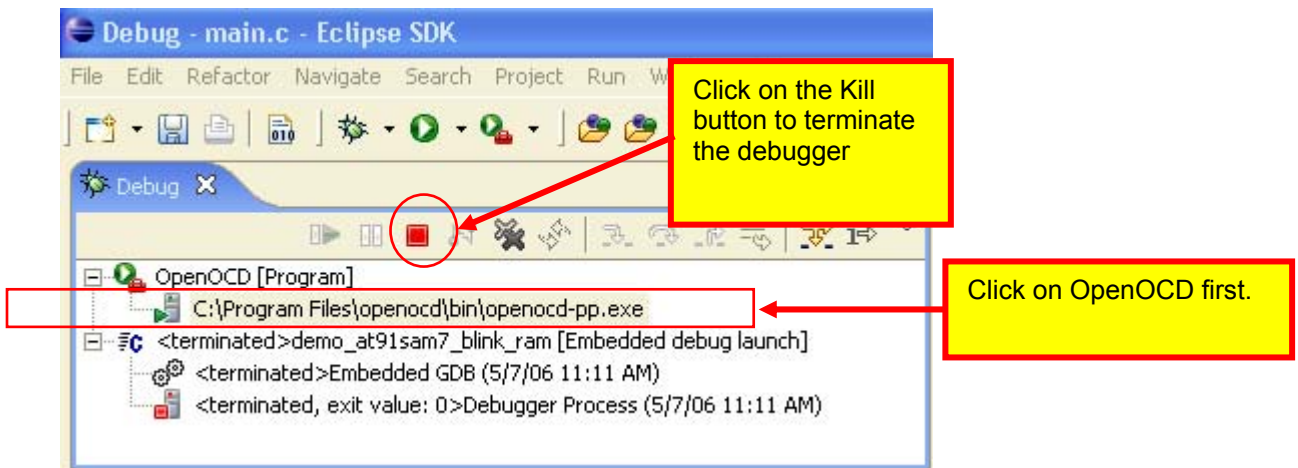 Debug - main.c - Eclipse SDK
File Edit Refactor Navigate Search Project Run W
Click on the Kill
button to terminate
the debugger
010
Debug
OpenOCD [Program]
C:\Program Files\openocd\bin\openocd-pp.exe
Click on OpenOCD first.
<terminated>demo_at91sam7_blink_ram [Embedded debug launch]
<terminated>Embedded GDB (5/7/06 11:11 AM)
<terminated, exit value: 0>Debugger Process (5/7/06 11:11 AM)